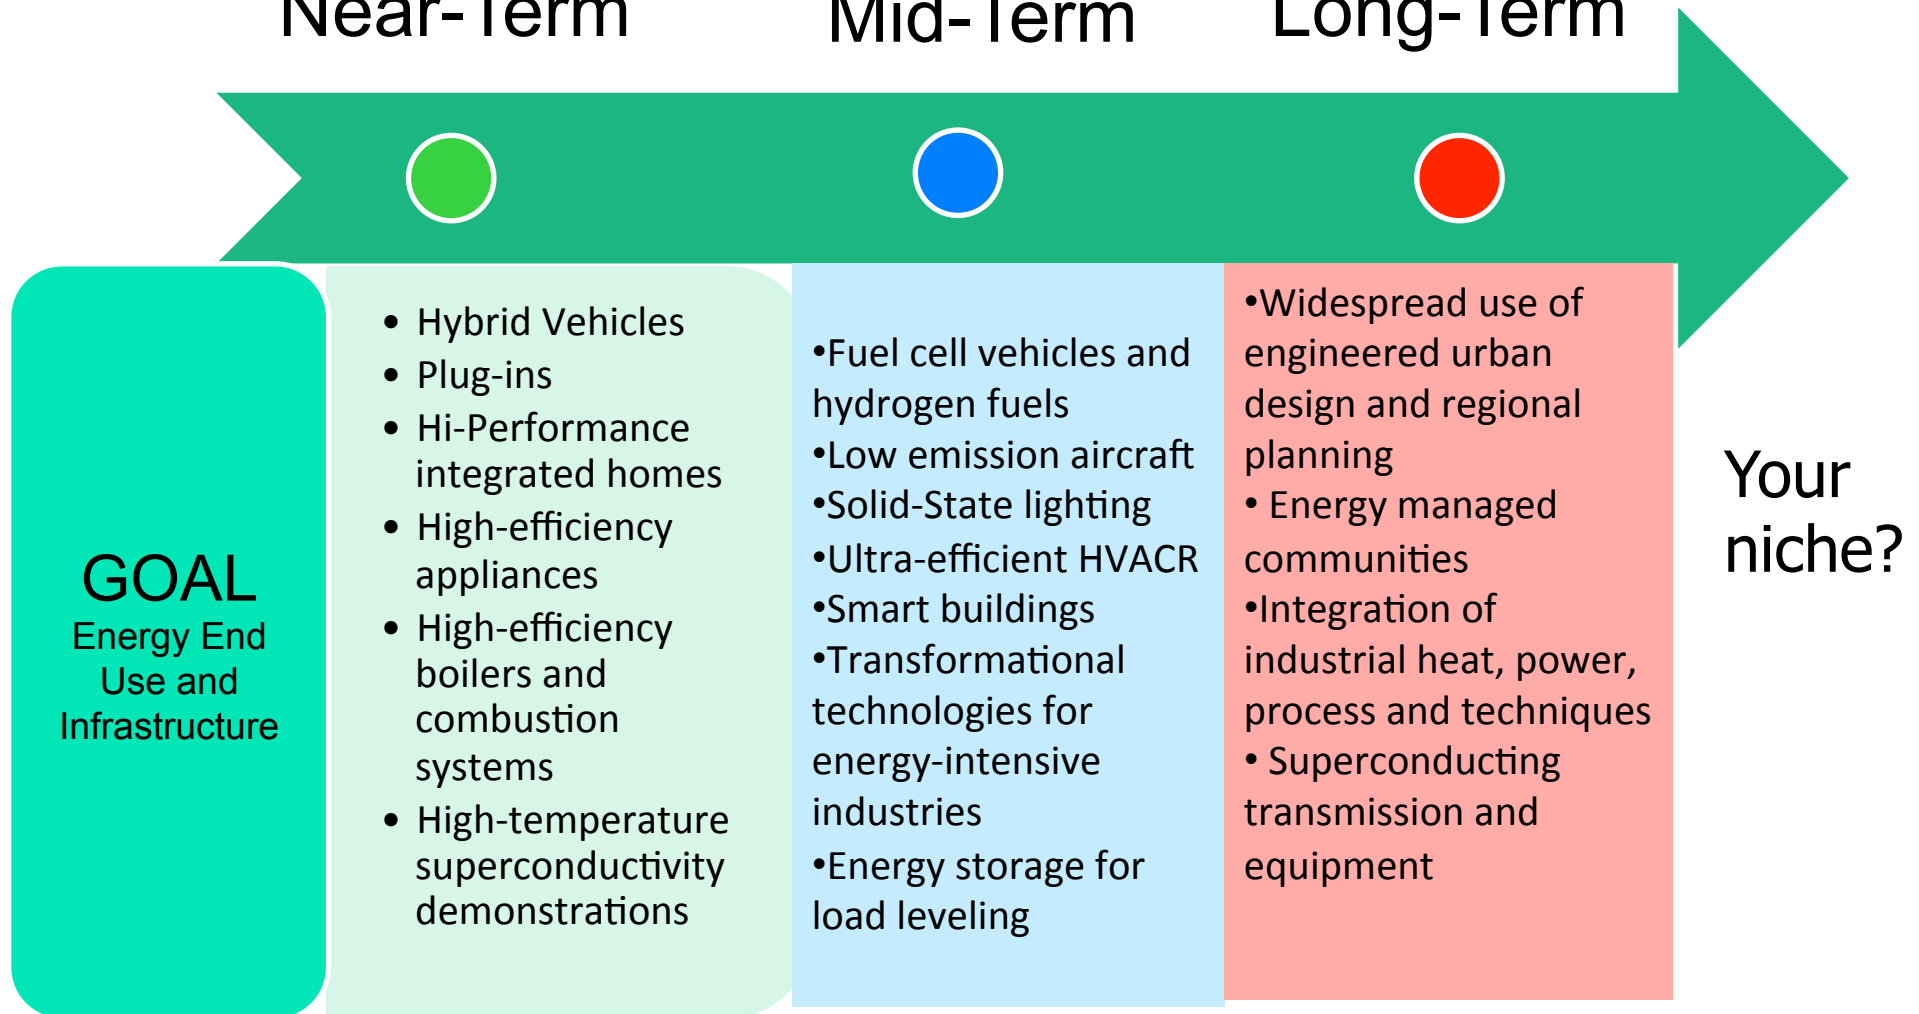 Near-Term
Mid-Term
Long-Term
GOAL
Energy End
Use and
Infrastructure
• Hybrid Vehicles
• Plug-ins
• Hi-Performance
integrated homes
• High-efficiency
appliances
• High-efficiency
boilers and
combustion
systems
• High-temperature
superconductivity
demonstrations
•Fuel cell vehicles and
hydrogen fuels
•Low emission aircraft
•Solid-State lighting
•Ultra-efficient HVACR
•Smart buildings
•Transformational
technologies for
energy-intensive
industries
•Energy storage for
load leveling
•Widespread use of
engineered urban
design and regional
planning
• Energy managed
communities
•Integration of
industrial heat, power,
process and techniques
• Superconducting
transmission and
equipment
Your
niche?